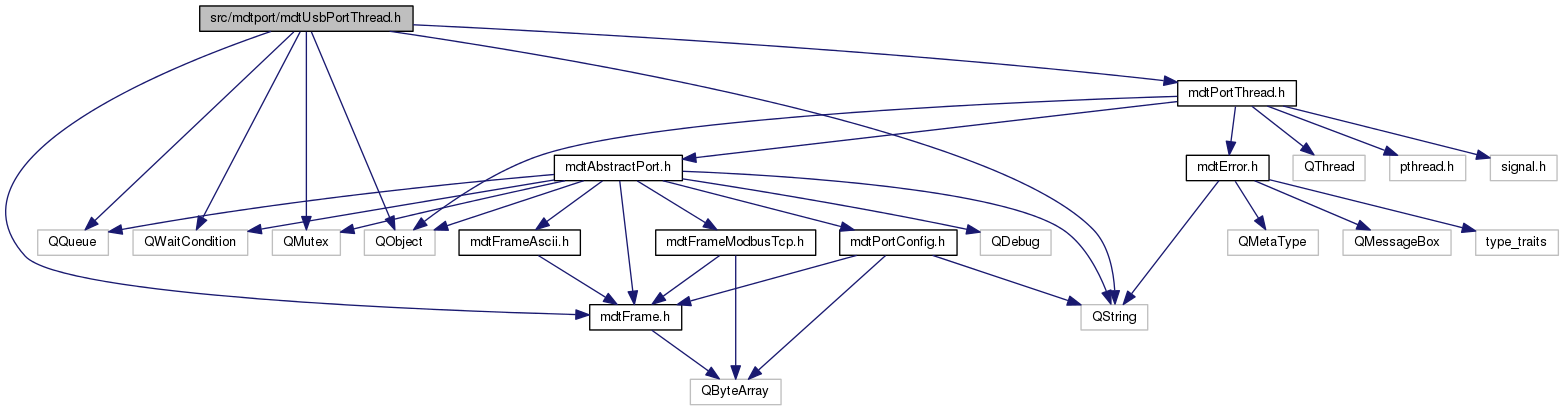 src/mdtport/mdtUsbPortThread.h
mdtPortThread.h
mdtAbstractPort.h
mdtError.h
QThread
pthread.h
signal.h
QQueue
QWaitCondition
QMutex
QObject
mdtFrameAscii.h
mdtFrameModbusTcp.h
mdtPortConfig.h
QDebug
QMetaType
QMessageBox
type_traits
mdtFrame.h
QString
QByteArray